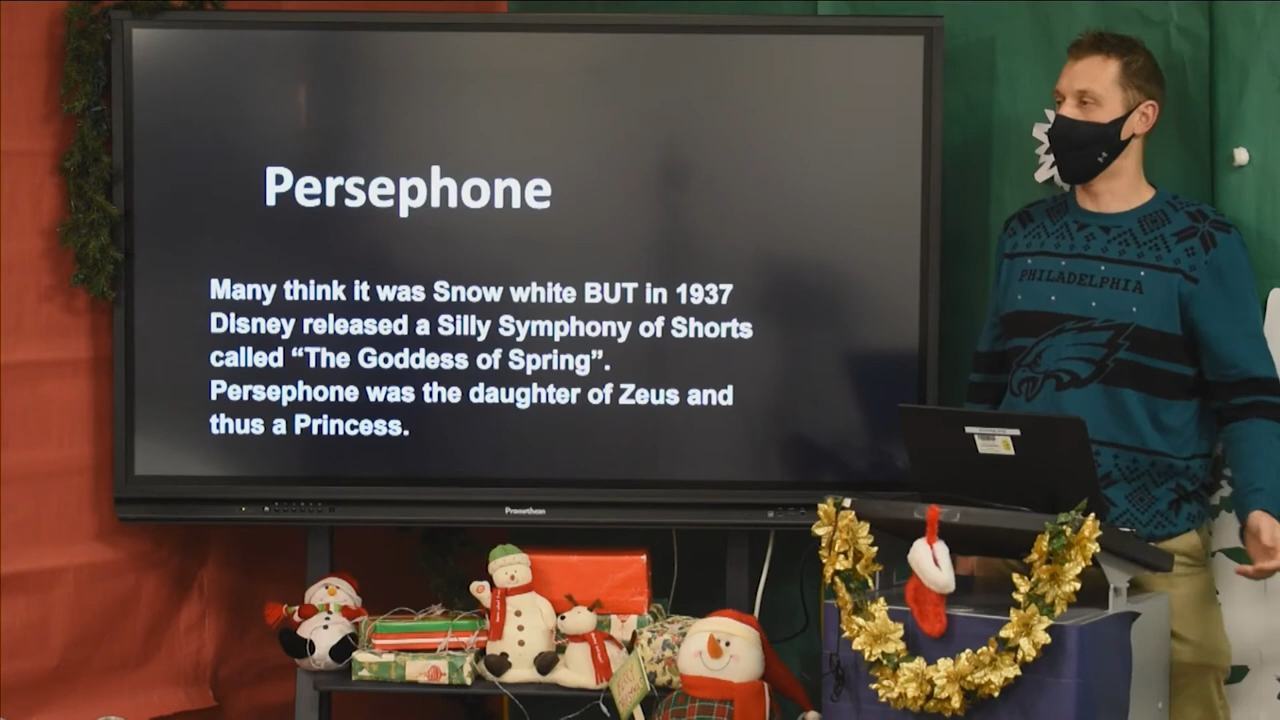 Persephone
Many think it was Snow white BUT in 1937
Disney released a Silly Symphony of Shorts
called “The Goddess of Spring”.
Persephone was the daughter of Zeus and
thus a Princess.
PHILADELPHIA
Promethean